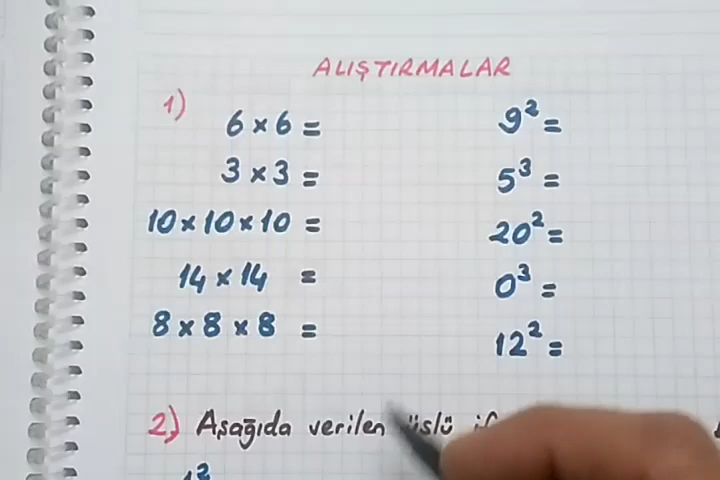 ALIŞTIRMALAR
1)
6 × 6 = 9² =
3 × 3 = 5³ =
10 × 10 × 10 = 20² =
14 × 14 = 0³ =
8 × 8 × 8 = 12² =
2) Aşağıda verilen üslü